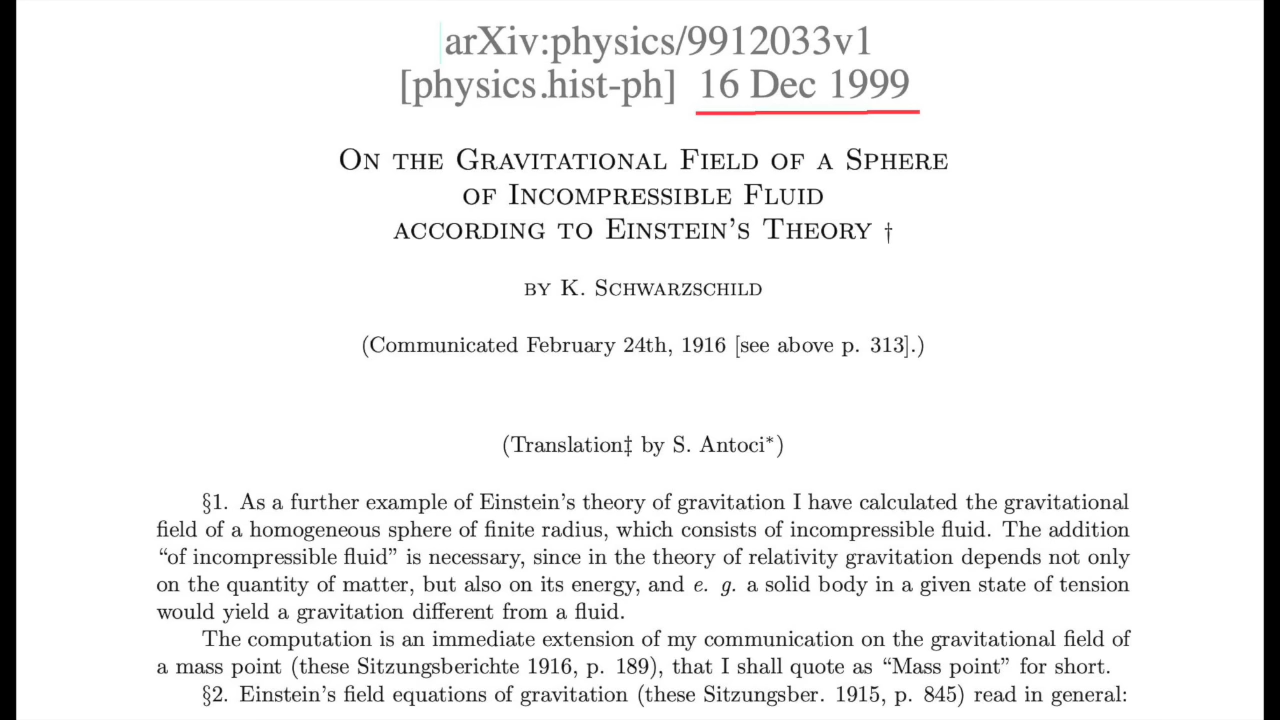 arXiv:physics/9912033v1
[physics.hist-ph] 16 Dec 1999
On the Gravitational Field of a Sphere
of Incompressible Fluid
according to Einstein's Theory †
by K. Schwarzschild
(Communicated February 24th, 1916 [see above p. 313].)
(Translation‡ by S. Antoci*)
§1. As a further example of Einstein's theory of gravitation I have calculated the gravitational
field of a homogeneous sphere of finite radius, which consists of incompressible fluid. The addition
“of incompressible fluid” is necessary, since in the theory of relativity gravitation depends not only
on the quantity of matter, but also on its energy, and e. g. a solid body in a given state of tension
would yield a gravitation different from a fluid.
The computation is an immediate extension of my communication on the gravitational field of
a mass point (these Sitzungsberichte 1916, p. 189), that I shall quote as “Mass point” for short.
§2. Einstein's field equations of gravitation (these Sitzungsber. 1915, p. 845) read in general: